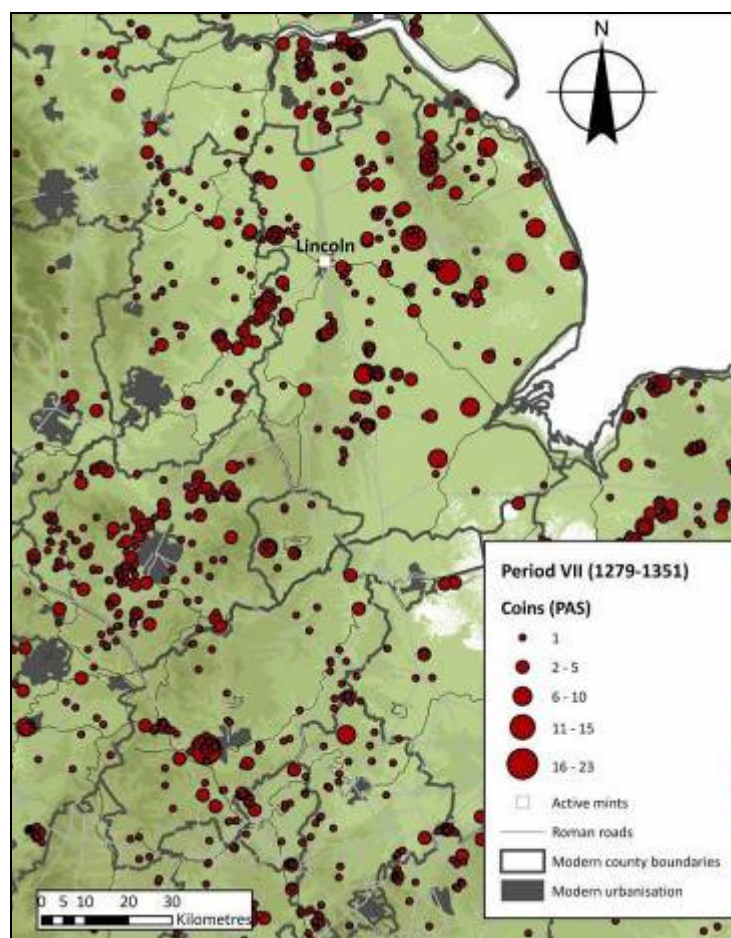 N
Lincoln
Period VII (1279-1351)
Coins (PAS)
1
2 - 5
6 - 10
11 - 15
16 - 23
Active mints
Roman roads
Modern county boundaries
Modern urbanisation
0 5 10 20 30
Kilometres